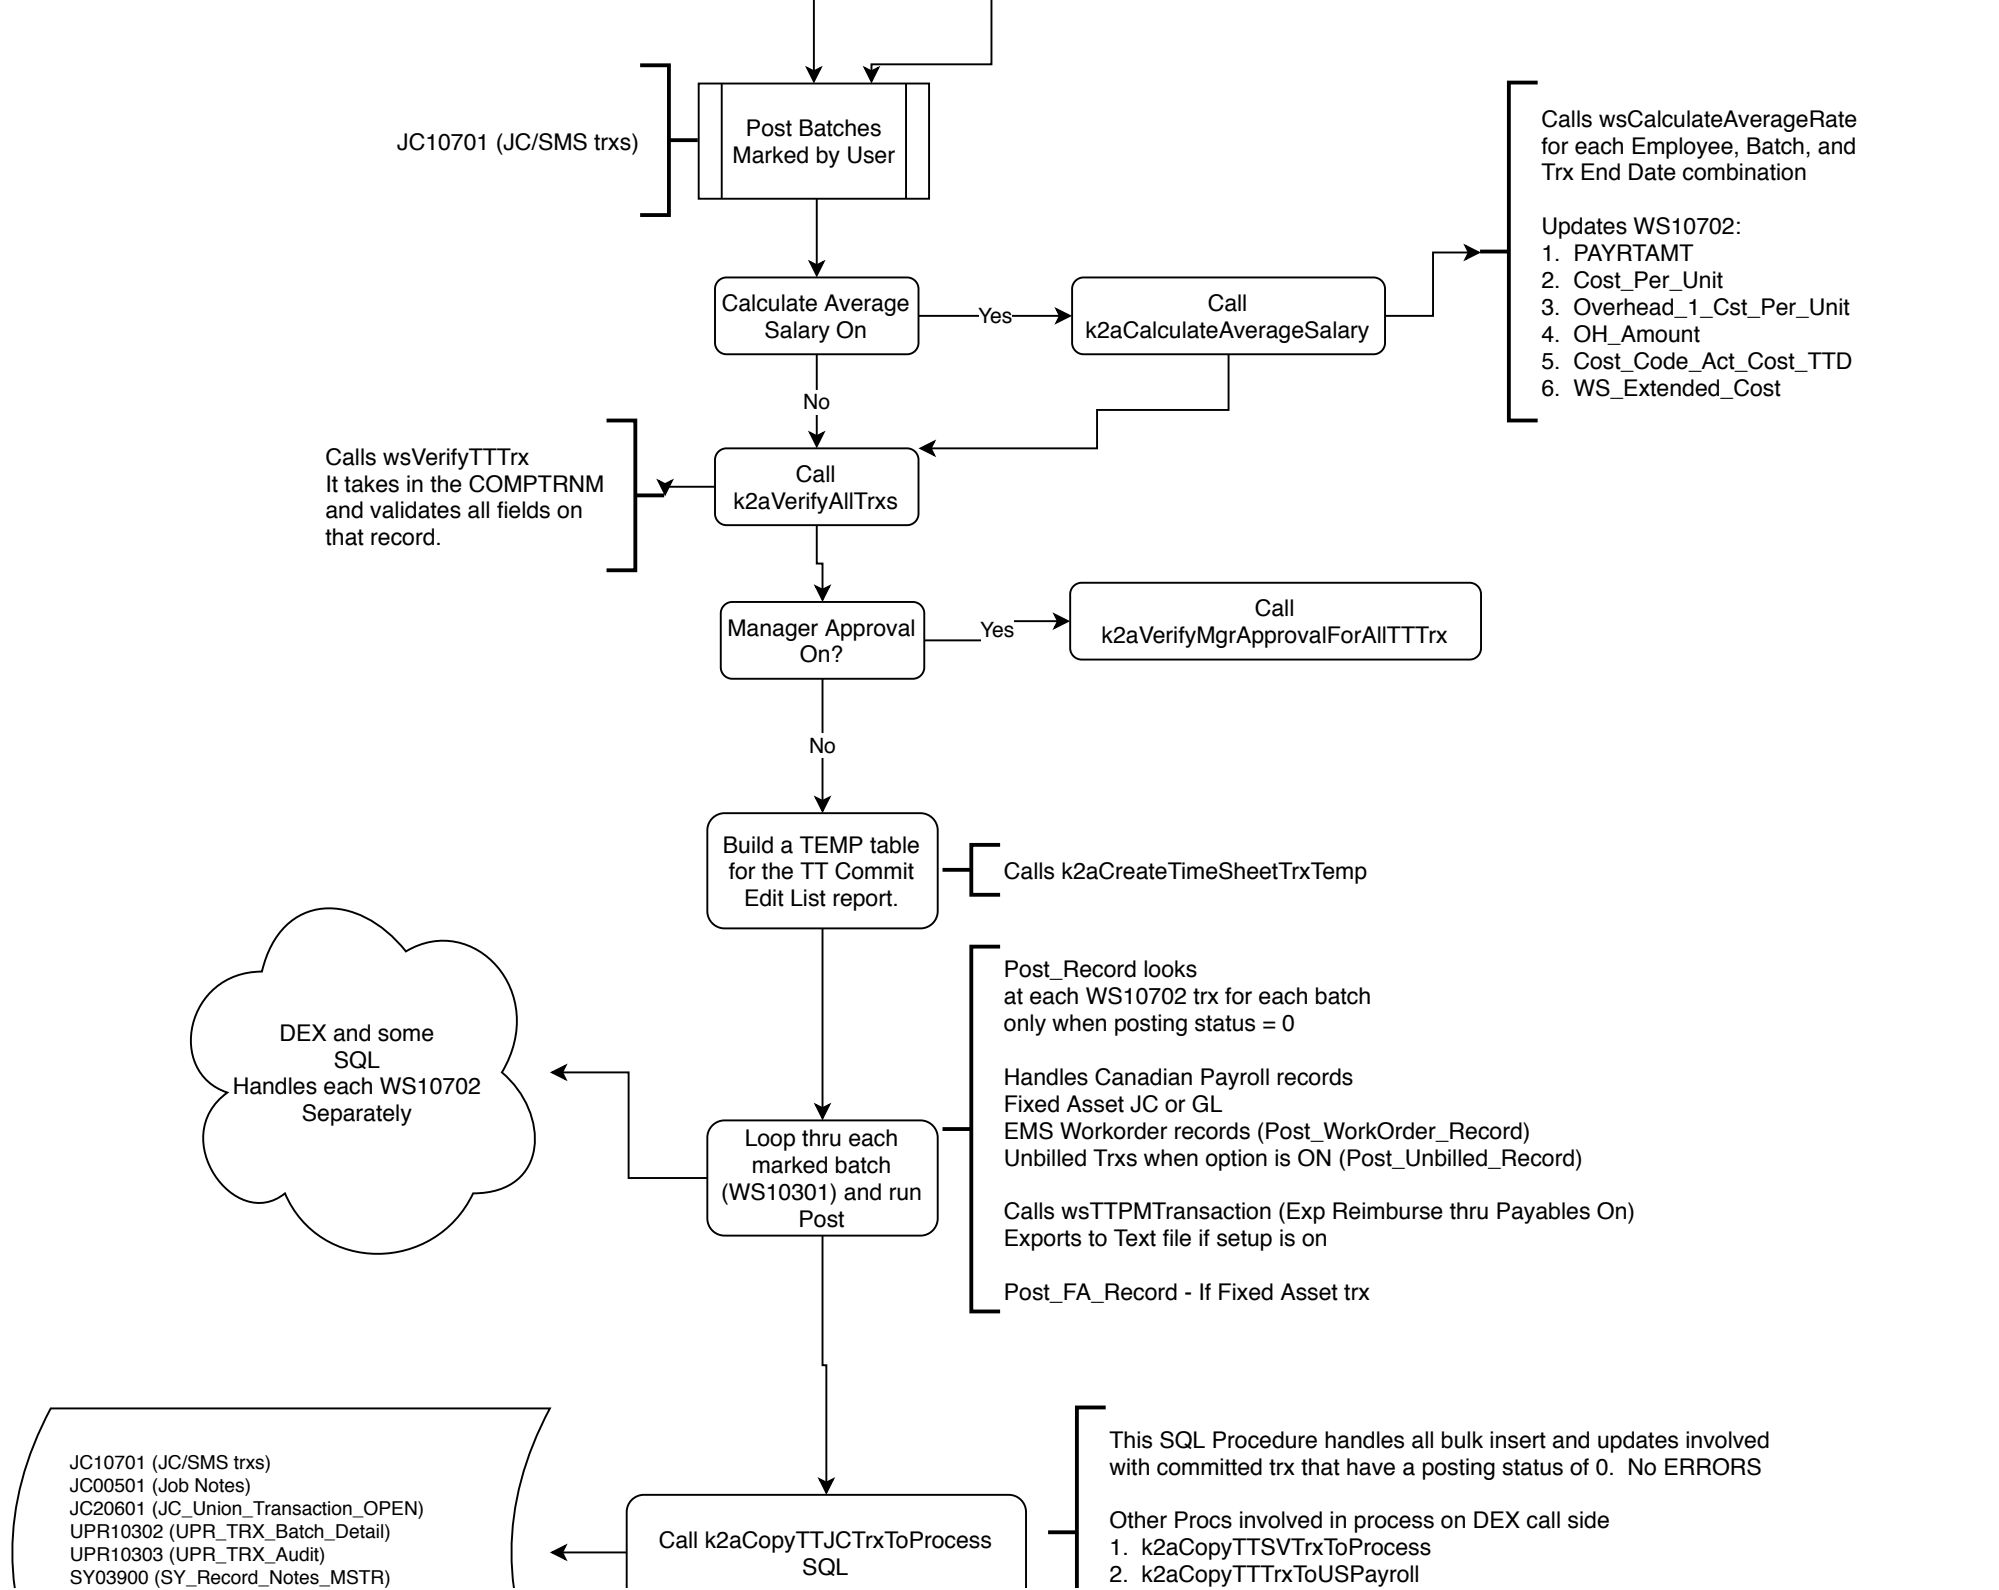 JC10701 (JC/SMS trxs)
Post Batches
Marked by User
Calls wsCalculateAverageRate
for each Employee, Batch, and
Trx End Date combination
Updates WS10702:
1. PAYRTAMT
2. Cost_Per_Unit
3. Overhead_1_Cst_Per_Unit
4. OH_Amount
5. Cost_Code_Act_Cost_TTD
6. WS_Extended_Cost
Calculate Average
Salary On
Yes
Call
k2aCalculateAverageSalary
No
Calls wsVerifyTTTrx
It takes in the COMPTRNM
and validates all fields on
that record.
Call
k2aVerifyAllTrxs
Manager Approval
On?
Yes
Call
k2aVerifyMgrApprovalForAllTTTrx
No
Build a TEMP table
for the TT Commit
Edit List report.
Calls k2aCreateTimeSheetTrxTemp
DEX and some
SQL
Handles each WS10702
Separately
Loop thru each
marked batch
(WS10301) and run
Post
Post_Record looks
at each WS10702 trx for each batch
only when posting status = 0
Handles Canadian Payroll records
Fixed Asset JC or GL
EMS Workorder records (Post_WorkOrder_Record)
Unbilled Trxs when option is ON (Post_Unbilled_Record)
Calls wsTTPMTransaction (Exp Reimburse thru Payables On)
Exports to Text file if setup is on
Post_FA_Record - If Fixed Asset trx
JC10701 (JC/SMS trxs)
JC00501 (Job Notes)
JC20601 (JC_Union_Transaction_OPEN)
UPR10302 (UPR_TRX_Batch_Detail)
UPR10303 (UPR_TRX_Audit)
SY03900 (SY_Record_Notes_MSTR)
Call k2aCopyTTJCTrxToProcess
SQL
This SQL Procedure handles all bulk insert and updates involved
with committed trx that have a posting status of 0. No ERRORS
Other Procs involved in process on DEX call side
1. k2aCopyTTSVTrxToProcess
2. k2aCopyTTTrxToUSPayroll